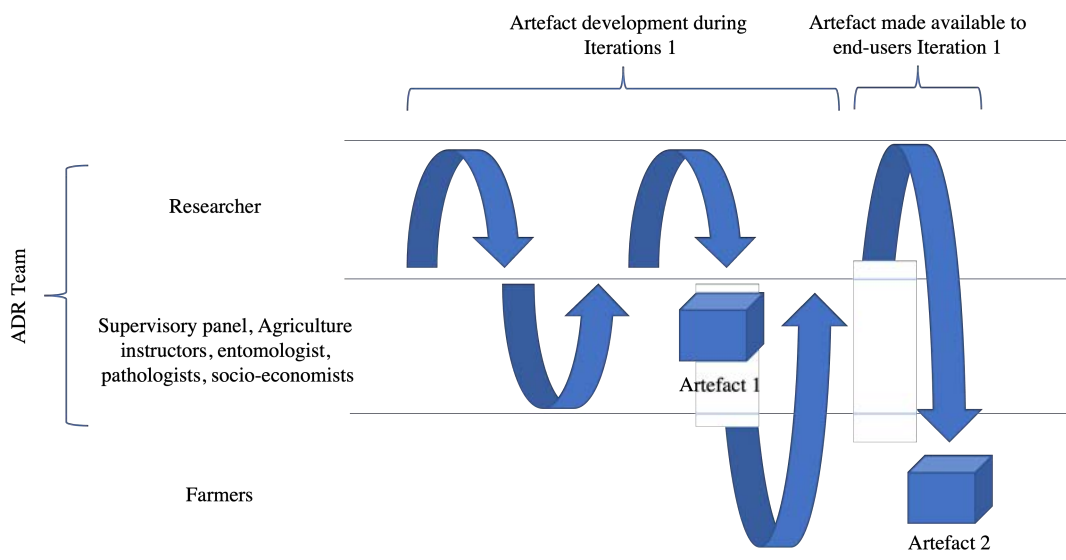 Artefact development during
Iterations 1
Artefact made available to
end-users Iteration 1
ADR Team
Researcher
Supervisory panel, Agriculture
instructors, entomologist,
pathologists, socio-economists
Artefact 1
Farmers
Artefact 2